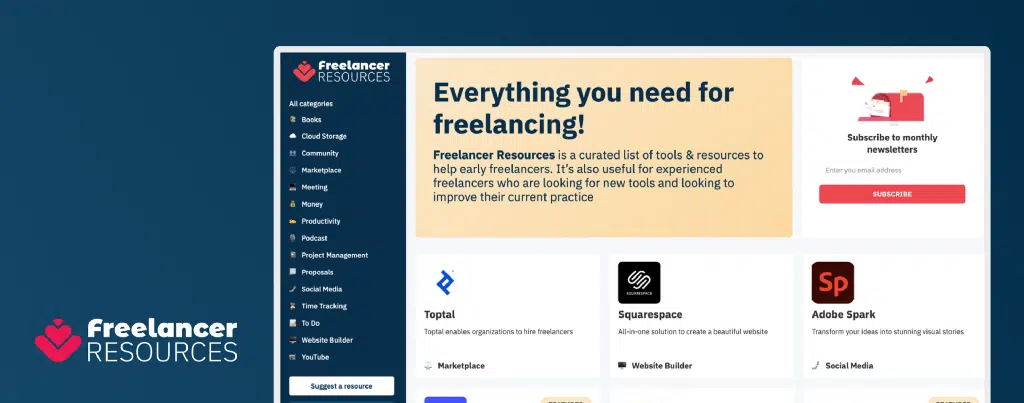 Freelancer
RESOURCES
Freelancer
RESOURCES
All categories
Books
Cloud Storage
Community
Marketplace
Meeting
Money
Productivity
Podcast
Project Management
Proposals
Social Media
Time Tracking
To Do
Website Builder
YouTube
Suggest a resource
Everything you need for
freelancing!
Freelancer Resources is a curated list of tools & resources to
help early freelancers. It's also useful for experienced
freelancers who are looking for new tools and looking to
improve their current practice
Subscribe to monthly
newsletters
Enter you email address
SUBSCRIBE
Toptal
Toptal enables organizations to hire freelancers
Marketplace
SQUARESPACE
Squarespace
All-in-one solution to create a beautiful website
Website Builder
Sp
Adobe Spark
Transform your ideas into stunning visual stories
Social Media